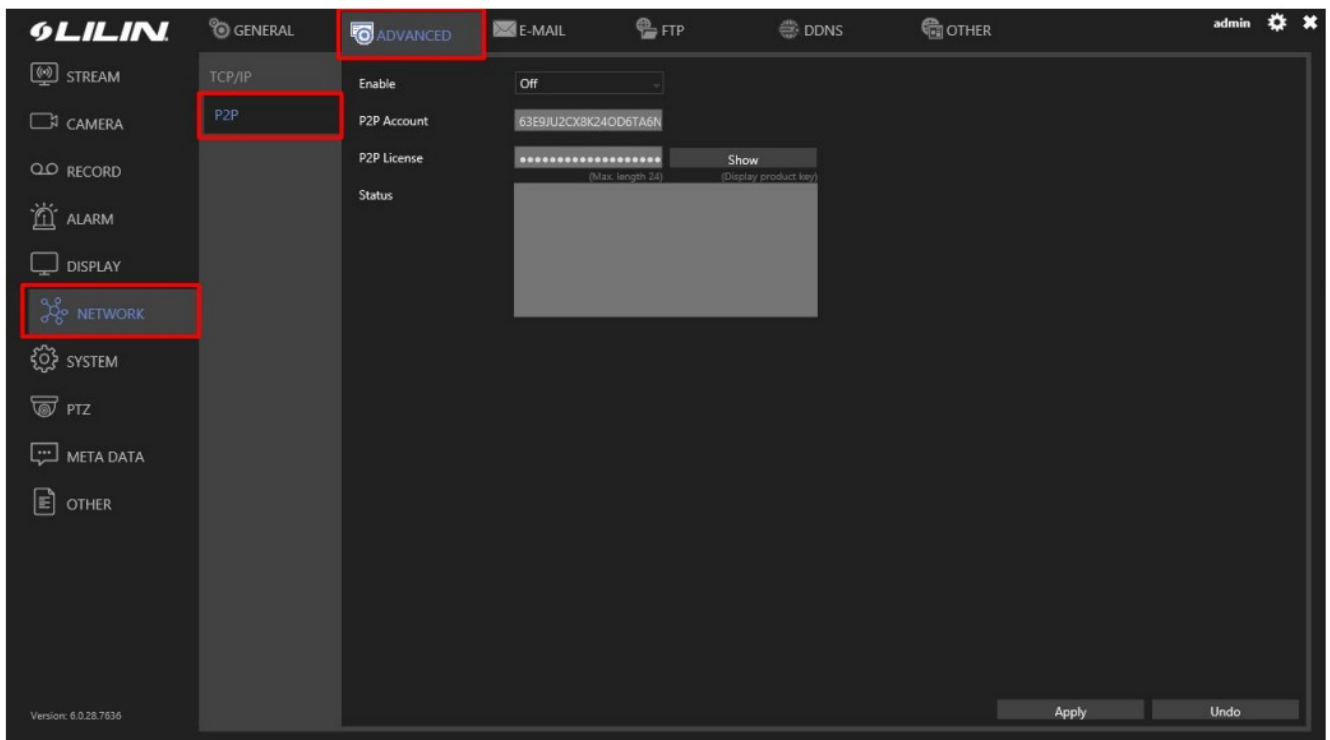 LILIN
GENERAL
ADVANCED
E-MAIL
FTP
DDNS
OTHER
admin
STREAM
CAMERA
RECORD
ALARM
DISPLAY
NETWORK
SYSTEM
PTZ
META DATA
OTHER
Version: 6.0.28.7636
TCP/IP
P2P
Enable Off
P2P Account 63E9JU2CX8K24OD6TA6N
P2P License •••••••••••••••••••• Show
(Max. length 24) (Display product key)
Status
Apply Undo